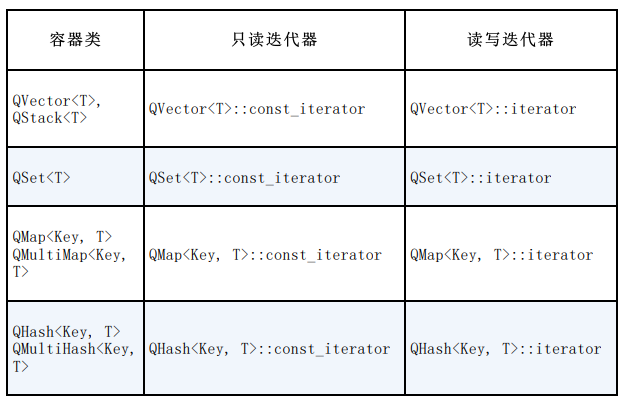 容器类
只读迭代器
读写迭代器
QVector<T>,
QStack<T>
QVector<T>::const_iterator
QVector<T>::iterator
QSet<T>
QSet<T>::const_iterator
QSet<T>::iterator
QMap<Key, T>
QMultiMap<Key,
T>
QMap<Key, T>::const_iterator
QMap<Key, T>::iterator
QHash<Key, T>
QMultiHash<Key,
T>
QHash<Key, T>::const_iterator
QHash<Key, T>::iterator